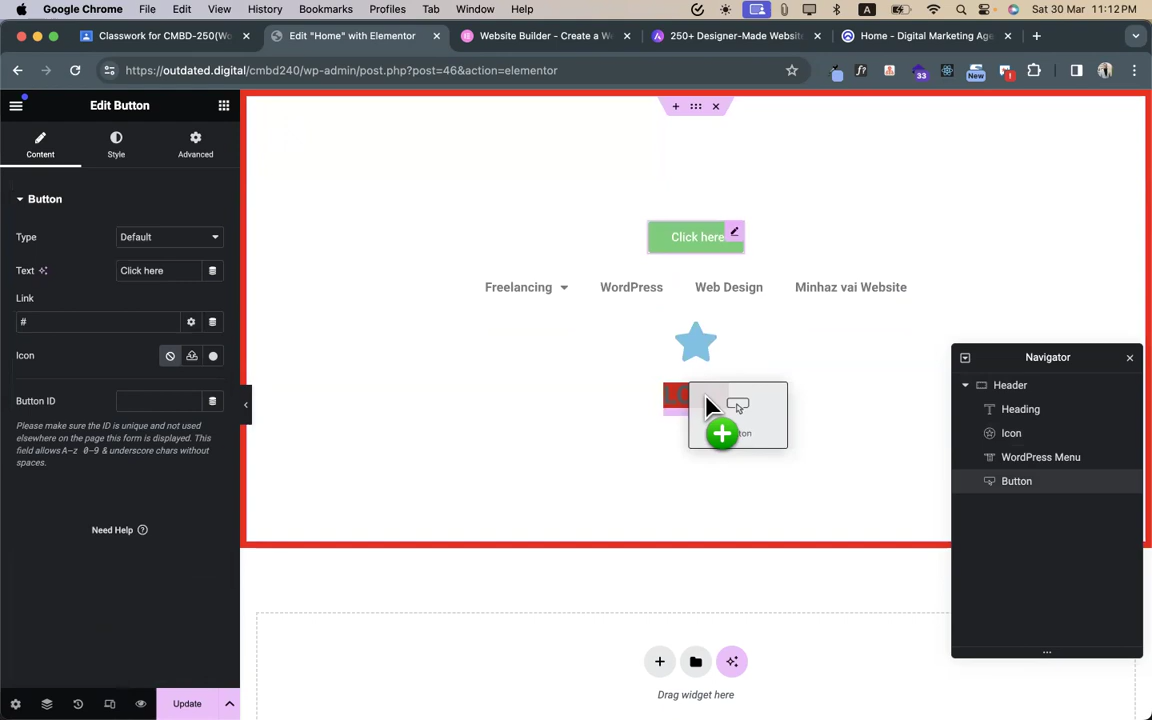 Google Chrome File Edit View History Bookmarks Profiles Tab Window Help A Sat 30 Mar 11:12 PM
Classwork for CMBD-250(W
Edit "Home" with Elementor
Website Builder - Create a W
250+ Designer-Made Website
Home - Digital Marketing Age
https://outdated.digital/cmbd240/wp-admin/post.php?post=46&action=elementor
f?
33
New
Edit Button
Content
Style
Advanced
Button
Type
Default
Text
Click here
Link
#
Icon
Button ID
Please make sure the ID is unique and not used
elsewhere on the page this form is displayed. This
field allows A-z 0-9 & underscore chars without
spaces.
Need Help
Update
Click here
Freelancing
WordPress
Web Design
Minhaz vai Website
Navigator
Header
Heading
Icon
WordPress Menu
Button
Drag widget here